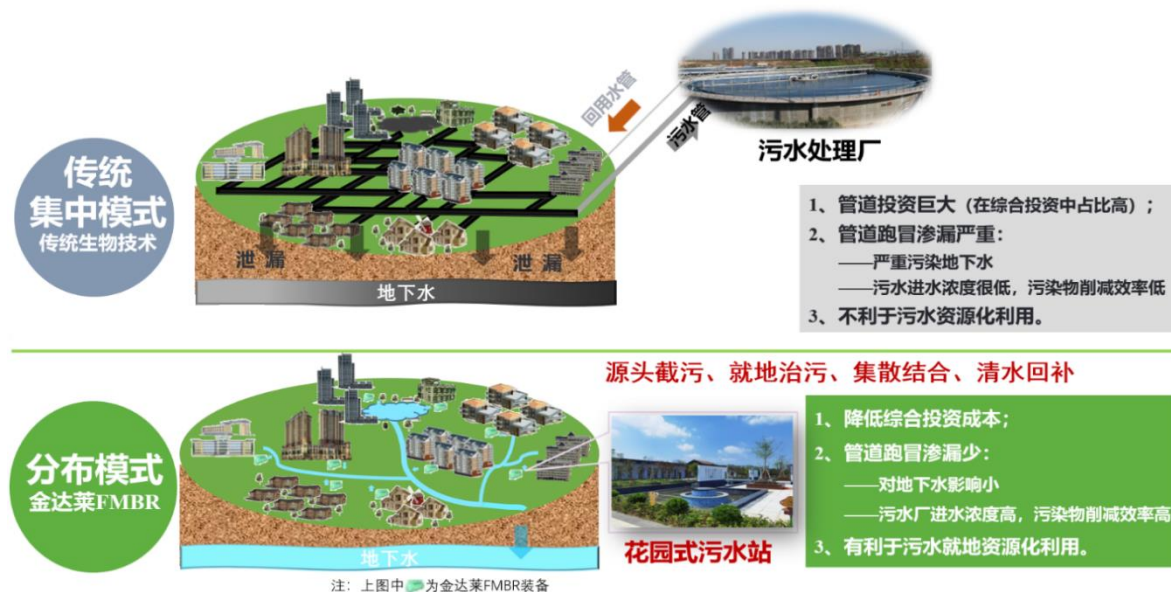 传统
集中模式
传统生物技术
回用水管
污水管
污水处理厂
泄 漏
泄 漏
地下水
1、管道投资巨大（在综合投资中占比高）；
2、管道跑冒渗漏严重：
——严重污染地下水
——污水进水浓度很低，污染物削减效率低
3、不利于污水资源化利用。
源头截污、就地治污、集散结合、清水回补
分布模式
金达莱FMBR
地下水
花园式污水站
1、降低综合投资成本；
2、管道跑冒渗漏少：
——对地下水影响小
——污水厂进水浓度高，污染物削减效率高
3、有利于污水就地资源化利用。
注：上图中 为金达莱FMBR装备